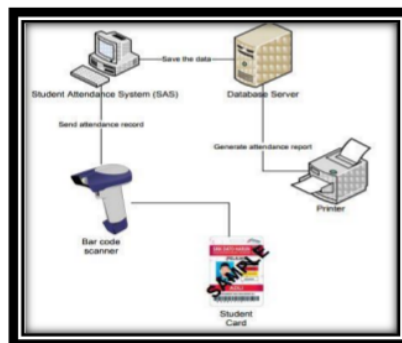 Save the data
Student Attendance System (SAS)
Database Server
Send attendance record
Generate attendance report
Printer
Bar code
scanner
SAMPLE
Student
Card